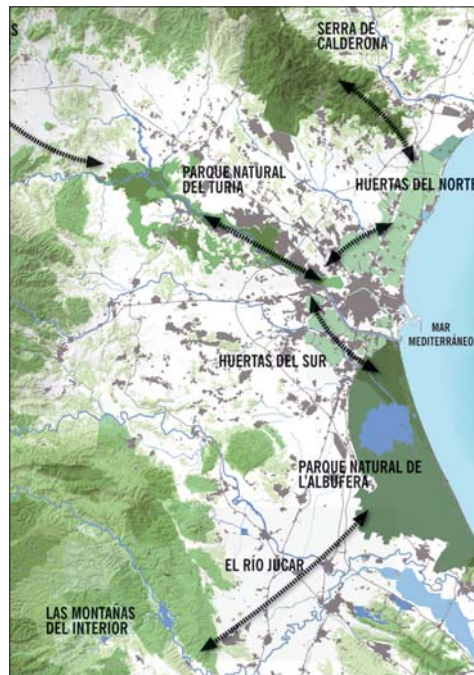 S
SERRA DE
CALDERONA
PARQUE NATURAL
DEL TURIA
HUERTAS DEL NORTE
MAR
MEDITERRÁNEO
HUERTAS DEL SUR
PARQUE NATURAL DE
L'ALBUFERA
EL RÍO JÚCAR
LAS MONTAÑAS
DEL INTERIOR